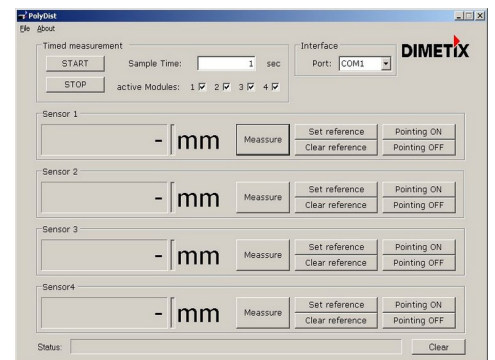 PolyDist
File About
Timed measurement
START
Sample Time: 1 sec
STOP
active Modules: 1 2 3 4
Interface
Port: COM1
DIMETIX
Sensor 1
- mm
Meassure
Set reference
Clear reference
Pointing ON
Pointing OFF
Sensor 2
- mm
Meassure
Set reference
Clear reference
Pointing ON
Pointing OFF
Sensor 3
- mm
Meassure
Set reference
Clear reference
Pointing ON
Pointing OFF
Sensor4
- mm
Meassure
Set reference
Clear reference
Pointing ON
Pointing OFF
Status:
Clear